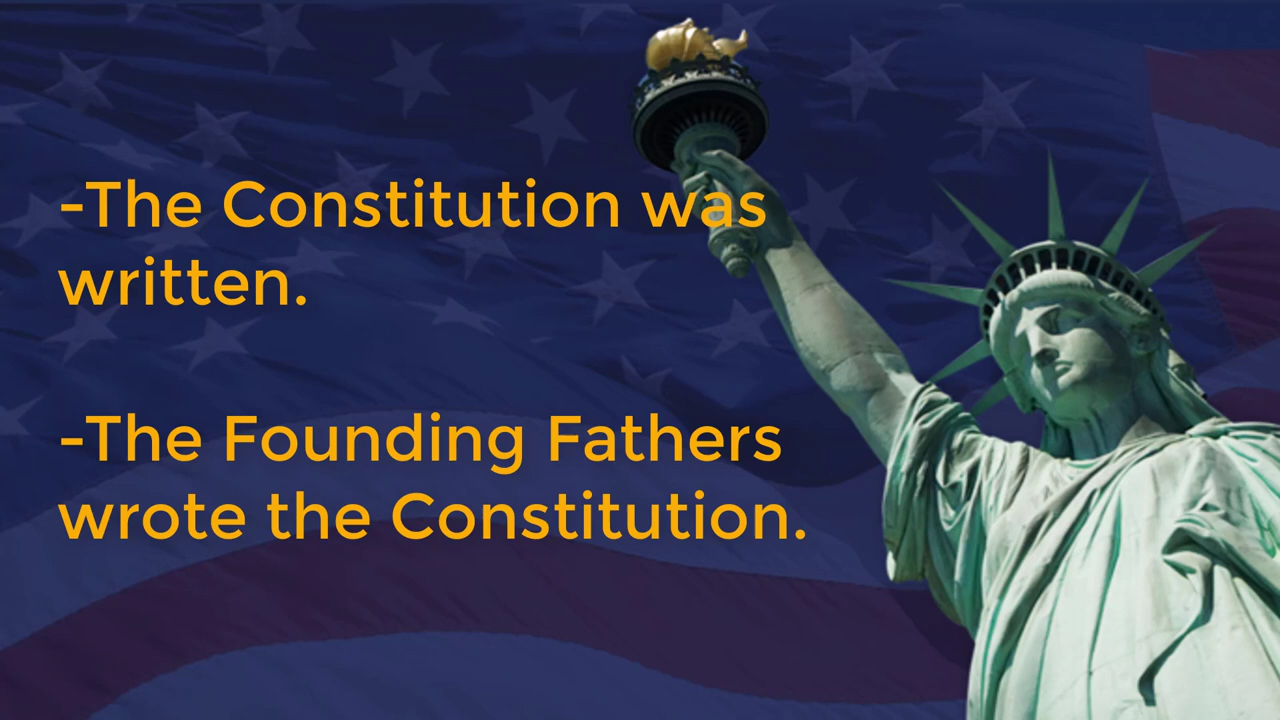 -The Constitution was
written.
-The Founding Fathers
wrote the Constitution.